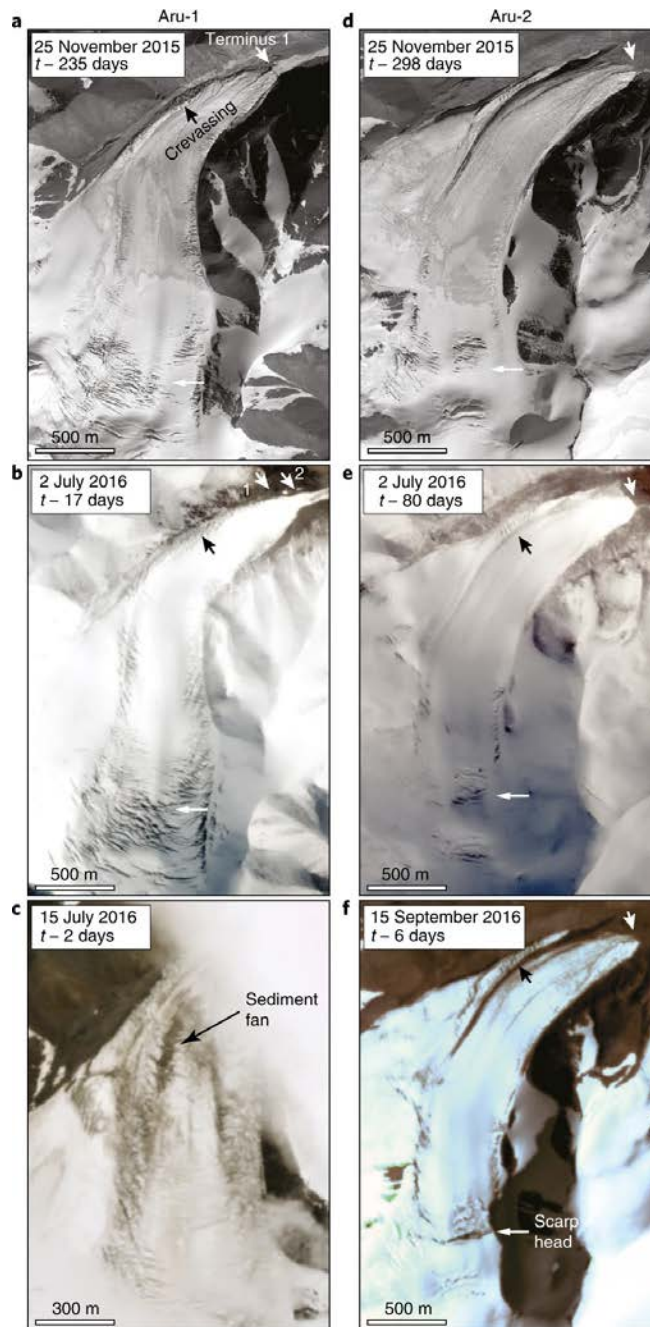 Aru-1
Aru-2
a
25 November 2015
t – 235 days
Terminus 1
Crevassing
500 m
d
25 November 2015
t – 298 days
500 m
b
2 July 2016
t – 17 days
1
2
500 m
e
2 July 2016
t – 80 days
500 m
c
15 July 2016
t – 2 days
Sediment
fan
300 m
f
15 September 2016
t – 6 days
Scarp
head
500 m